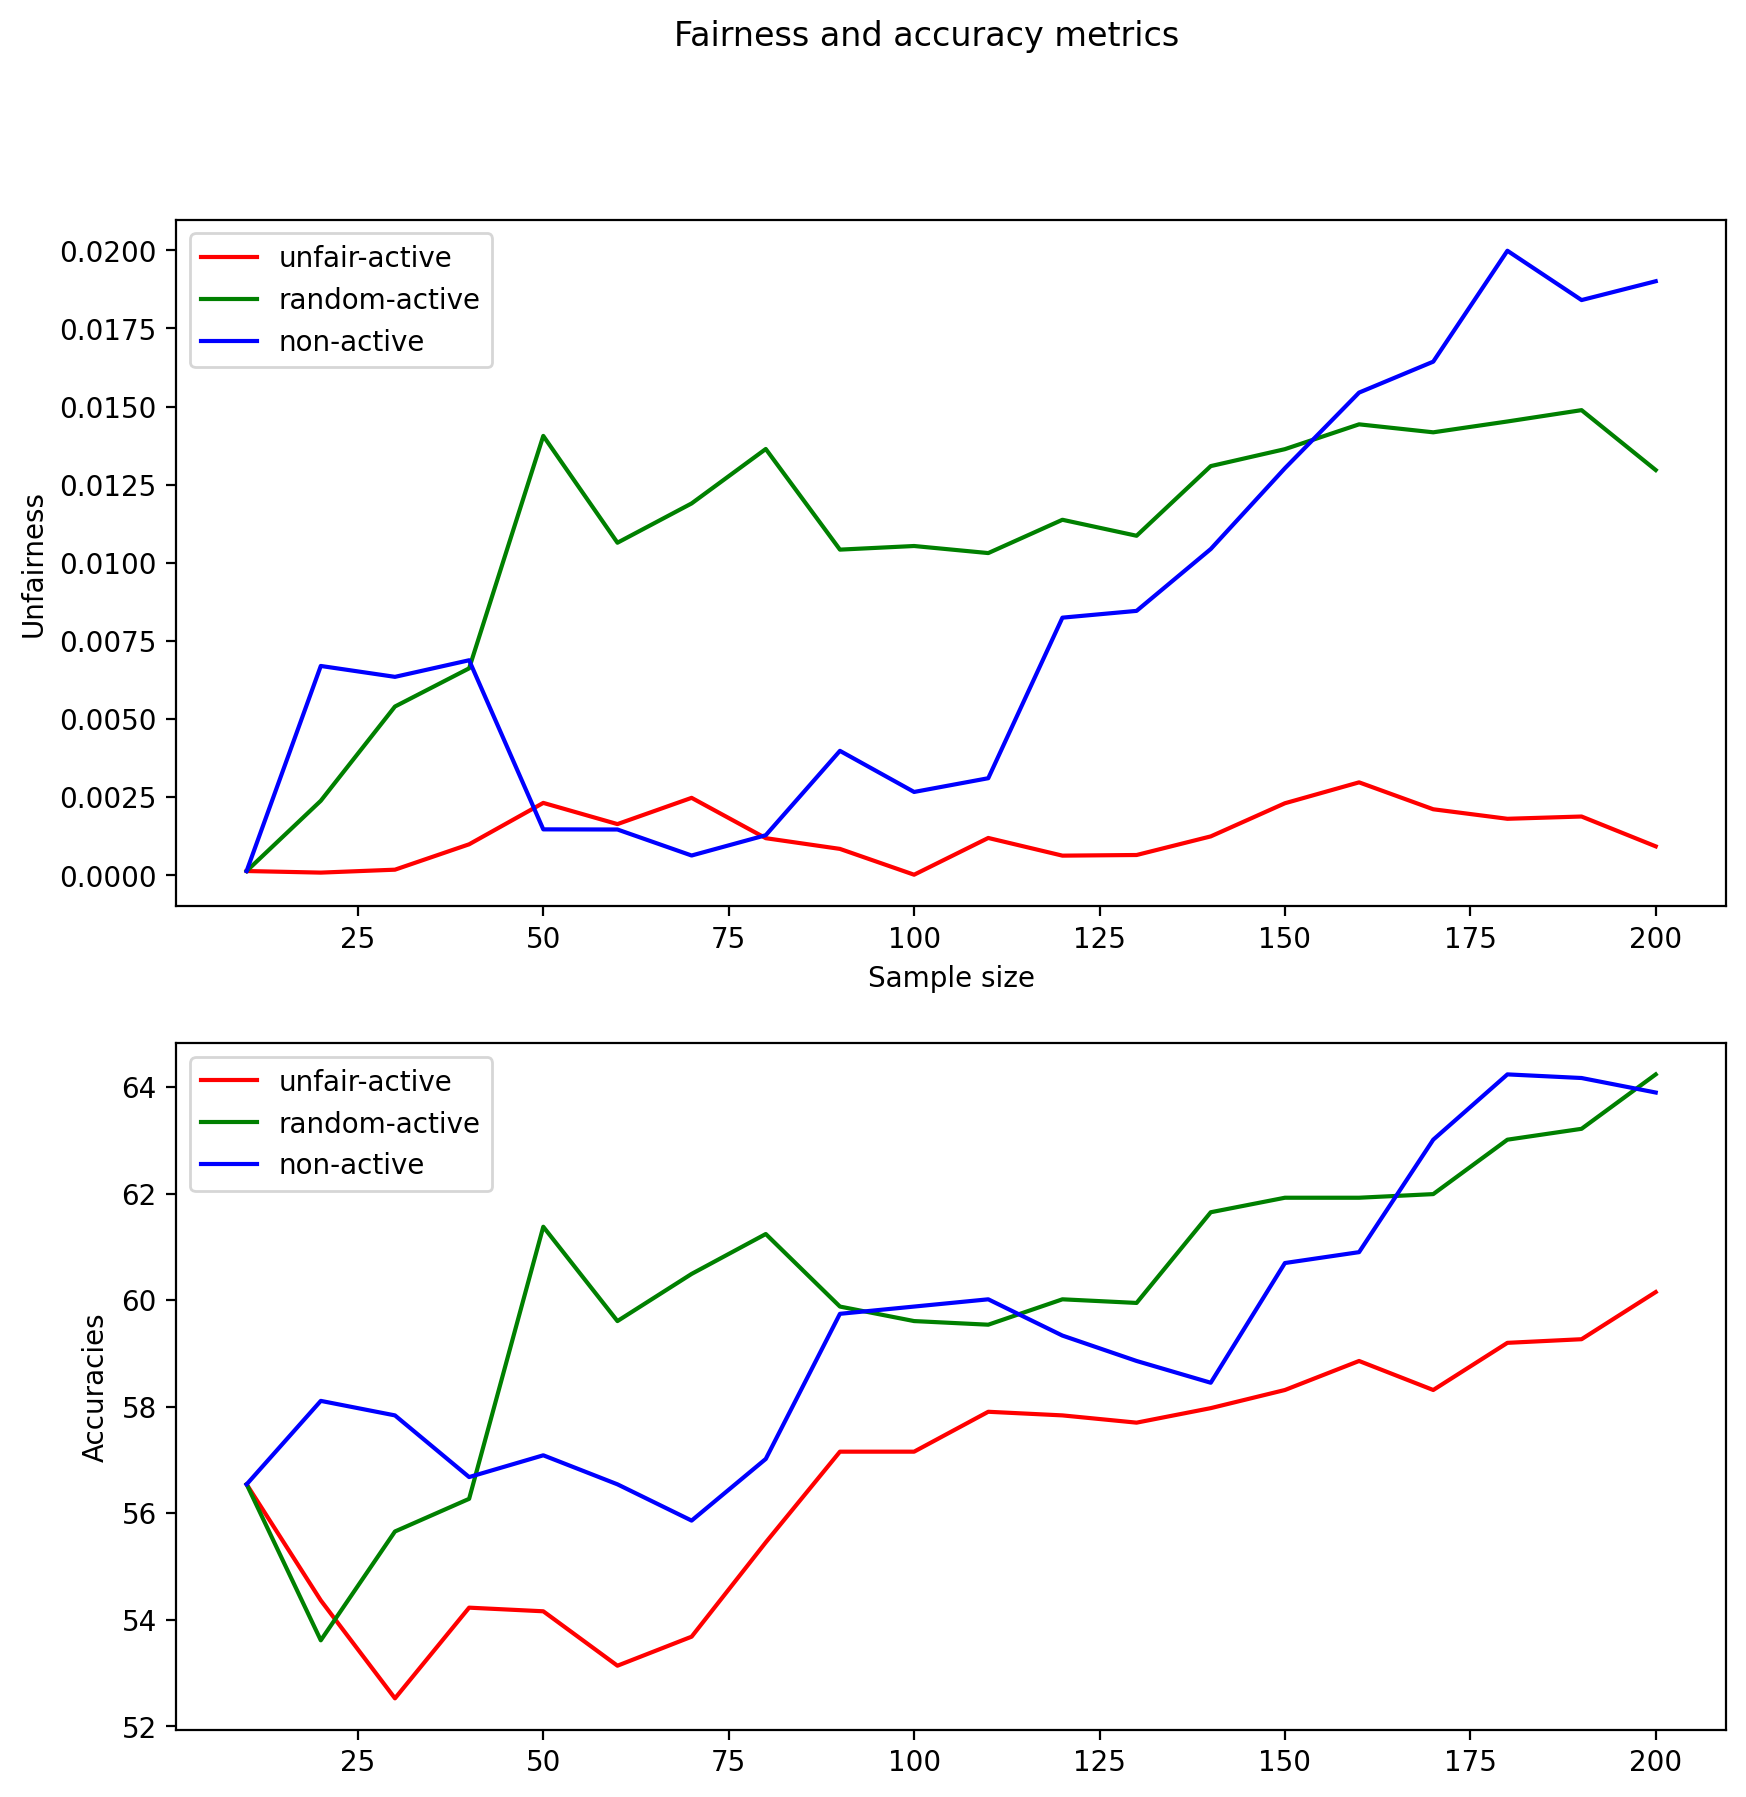 Fairness and accuracy metrics
unfair-active
random-active
non-active
0.0200
0.0175
0.0150
0.0125
0.0100
0.0075
0.0050
0.0025
0.0000
Unfairness
25 50 75 100 125 150 175 200
Sample size
unfair-active
random-active
non-active
64
62
60
58
56
54
52
Accuracies
25 50 75 100 125 150 175 200